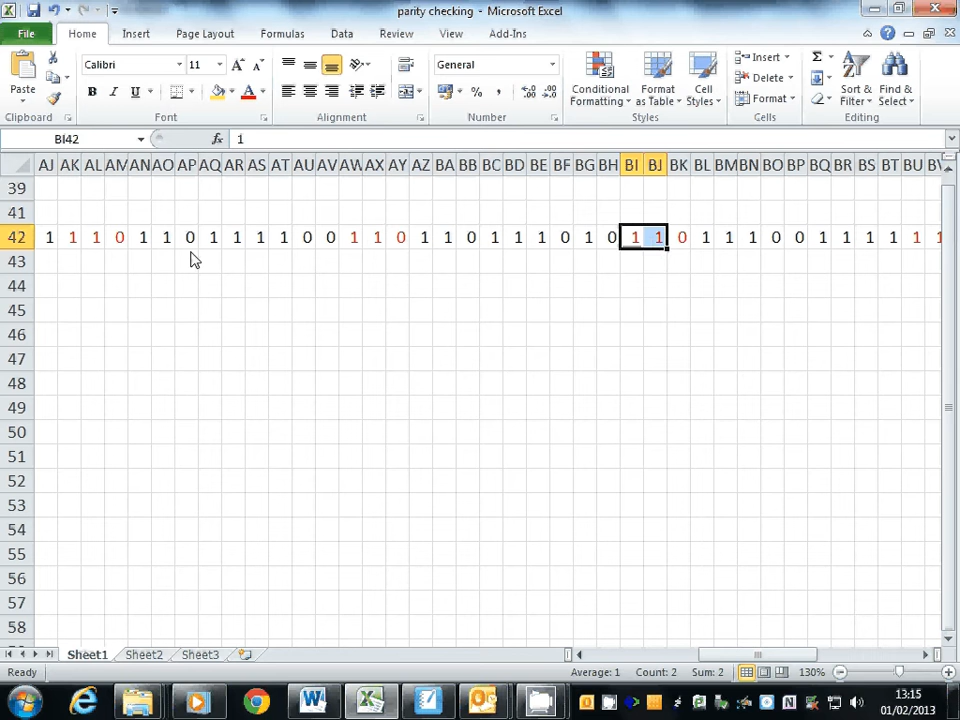 parity checking - Microsoft Excel
File Home Insert Page Layout Formulas Data Review View Add-Ins
Paste Calibri 11 General Conditional Formatting Format as Table Cell Styles Insert Delete Format Sort & Filter Find & Select
Clipboard Font Alignment Number Styles Cells Editing
BI42 fx 1
AJ AK AL AM AN AO AP AQ AR AS AT AU AV AW AX AY AZ BA BB BC BD BE BF BG BH BI BJ BK BL BM BN BO BP BQ BR BS BT BU BV
39
41
42 1 1 1 0 1 1 0 1 1 1 1 0 0 1 1 0 1 1 0 1 1 1 0 1 0 1 1 0 1 1 1 0 0 1 1 1 1 1 1
43
44
45
46
47
48
49
50
51
52
53
54
55
56
57
58
Sheet1 Sheet2 Sheet3
Ready Average: 1 Count: 2 Sum: 2 130%
13:15
01/02/2013